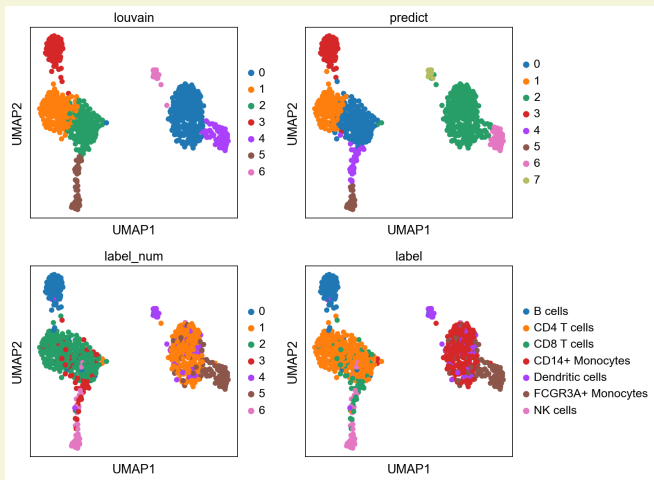 louvain
UMAP2
UMAP1
0
1
2
3
4
5
6
predict
UMAP2
UMAP1
0
1
2
3
4
5
6
7
label_num
UMAP2
UMAP1
0
1
2
3
4
5
6
label
UMAP2
UMAP1
B cells
CD4 T cells
CD8 T cells
CD14+ Monocytes
Dendritic cells
FCGR3A+ Monocytes
NK cells